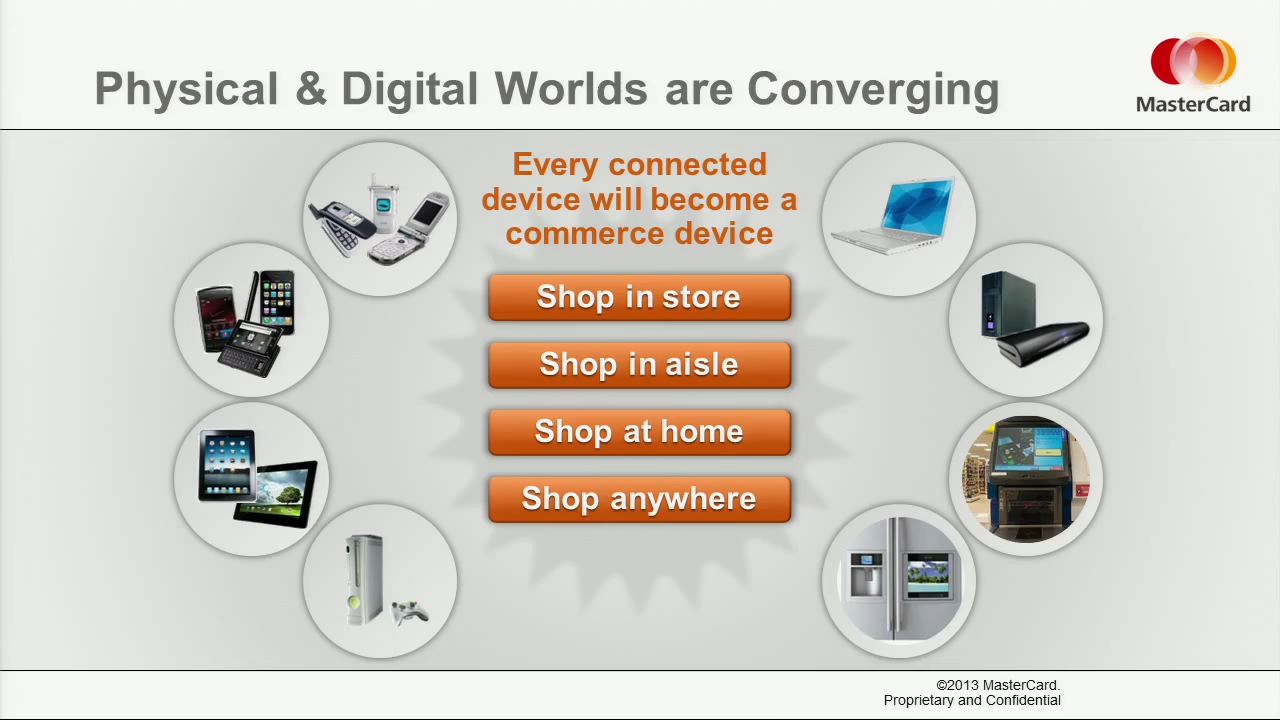 Physical & Digital Worlds are Converging
MasterCard
Every connected
device will become a
commerce device
Shop in store
Shop in aisle
Shop at home
Shop anywhere
©2013 MasterCard.
Proprietary and Confidential